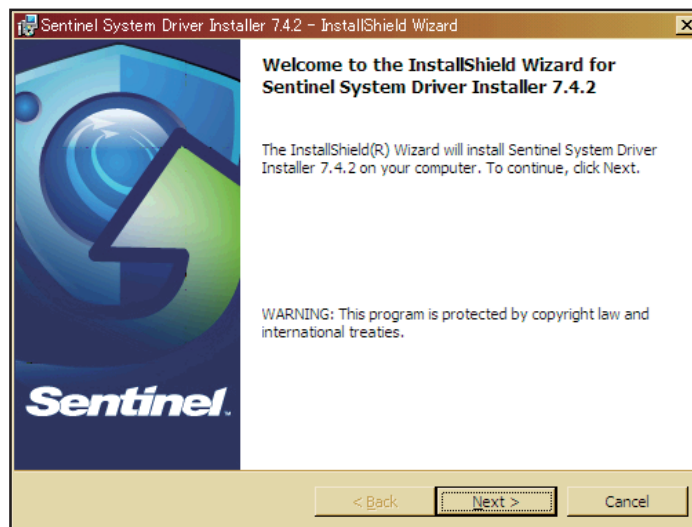 Sentinel System Driver Installer 7.4.2 - InstallShield Wizard
Welcome to the InstallShield Wizard for
Sentinel System Driver Installer 7.4.2
The InstallShield(R) Wizard will install Sentinel System Driver
Installer 7.4.2 on your computer. To continue, click Next.
WARNING: This program is protected by copyright law and
international treaties.
Sentinel.
< Back
Next >
Cancel